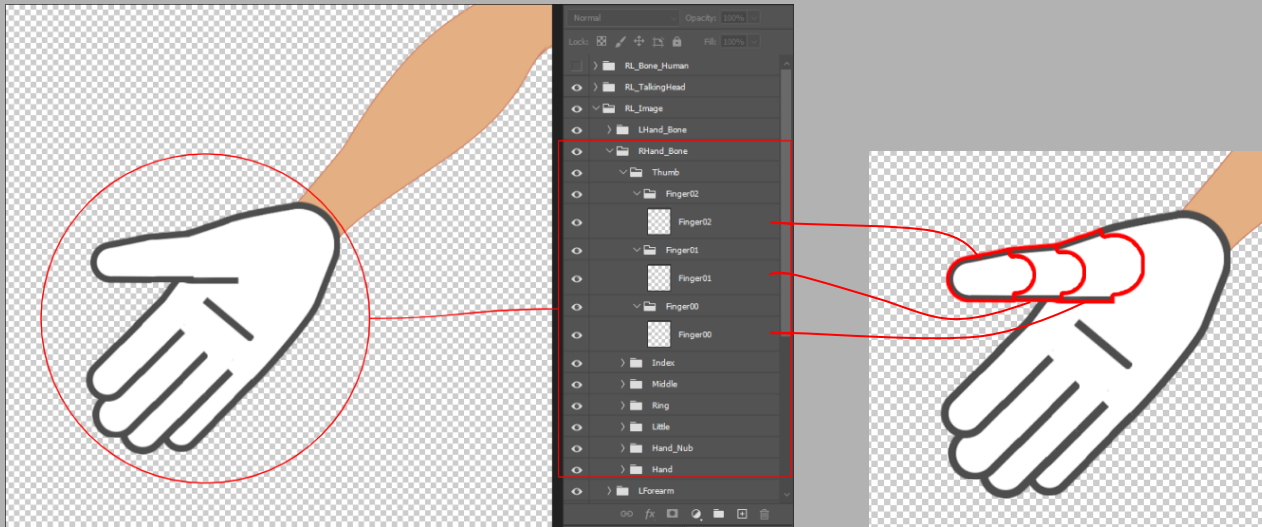 Normal Opacity: 100%
Lock: Fill: 100%
RL_Bone_Human
RL_TalkingHead
RL_Image
LHand_Bone
RHand_Bone
Thumb
Finger02
Finger02
Finger01
Finger01
Finger00
Finger00
Index
Middle
Ring
Little
Hand_Nub
Hand
LForearm
fx